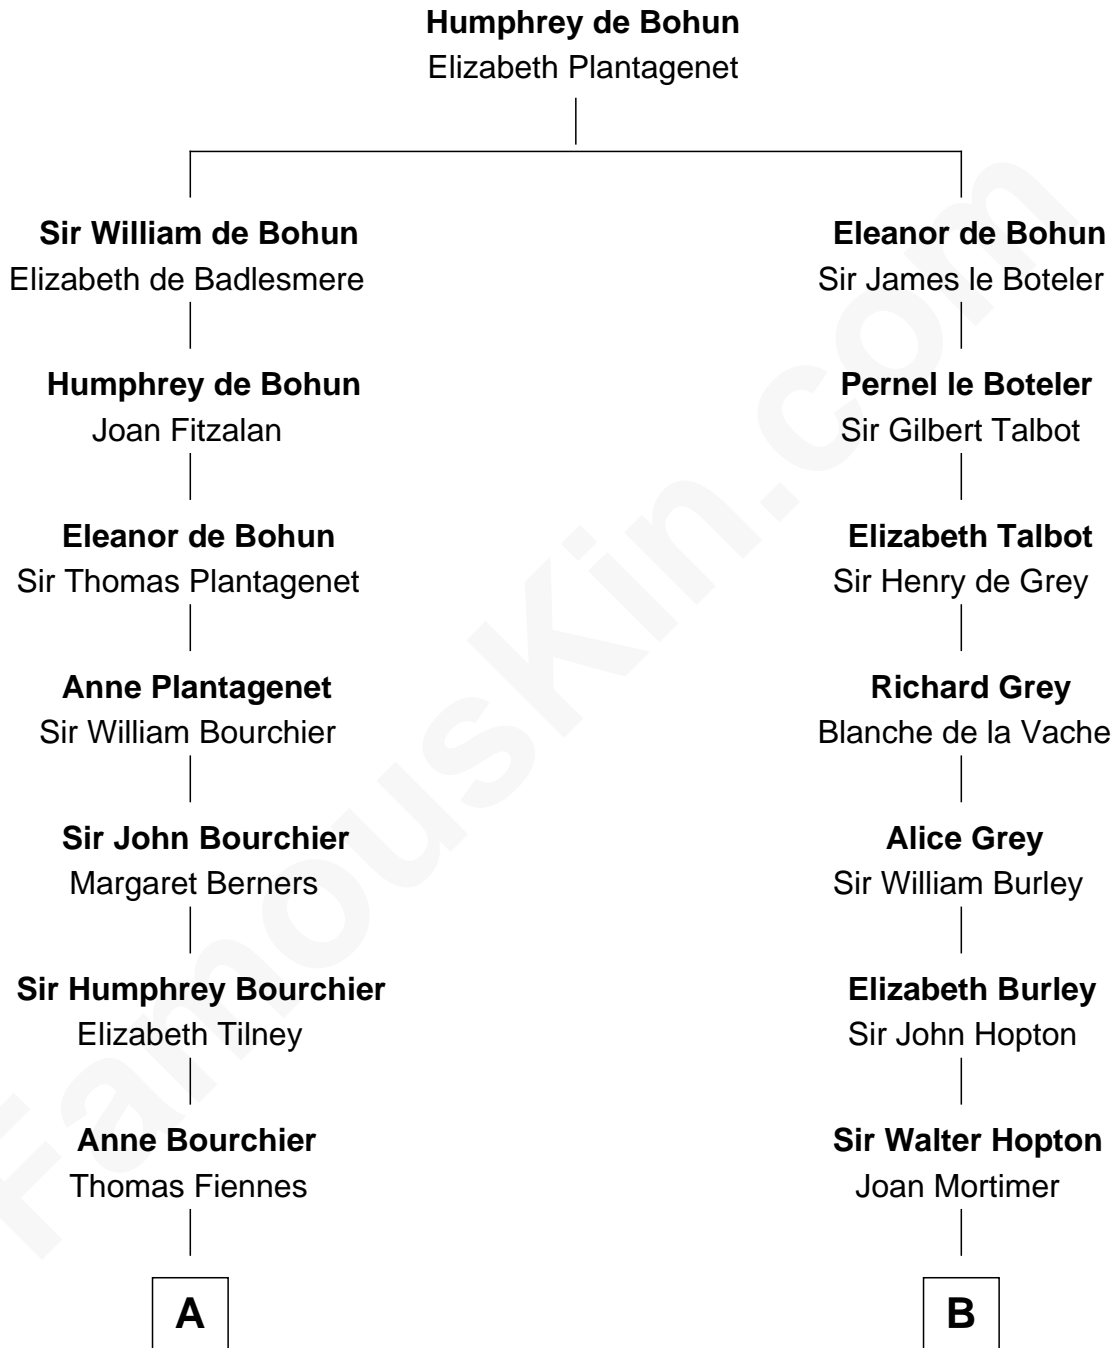 Humphrey de Bohun
Elizabeth Plantagenet
Sir William de Bohun
Elizabeth de Badlesmere
Humphrey de Bohun
Joan Fitzalan
Eleanor de Bohun
Sir Thomas Plantagenet
Anne Plantagenet
Sir William Bourchier
Sir John Bourchier
Margaret Berners
Sir Humphrey Bourchier
Elizabeth Tilney
Anne Bourchier
Thomas Fiennes
A
Eleanor de Bohun
Sir James le Boteler
Pernel le Boteler
Sir Gilbert Talbot
Elizabeth Talbot
Sir Henry de Grey
Richard Grey
Blanche de la Vache
Alice Grey
Sir William Burley
Elizabeth Burley
Sir John Hopton
Sir Walter Hopton
Joan Mortimer
B
FamousKin.com